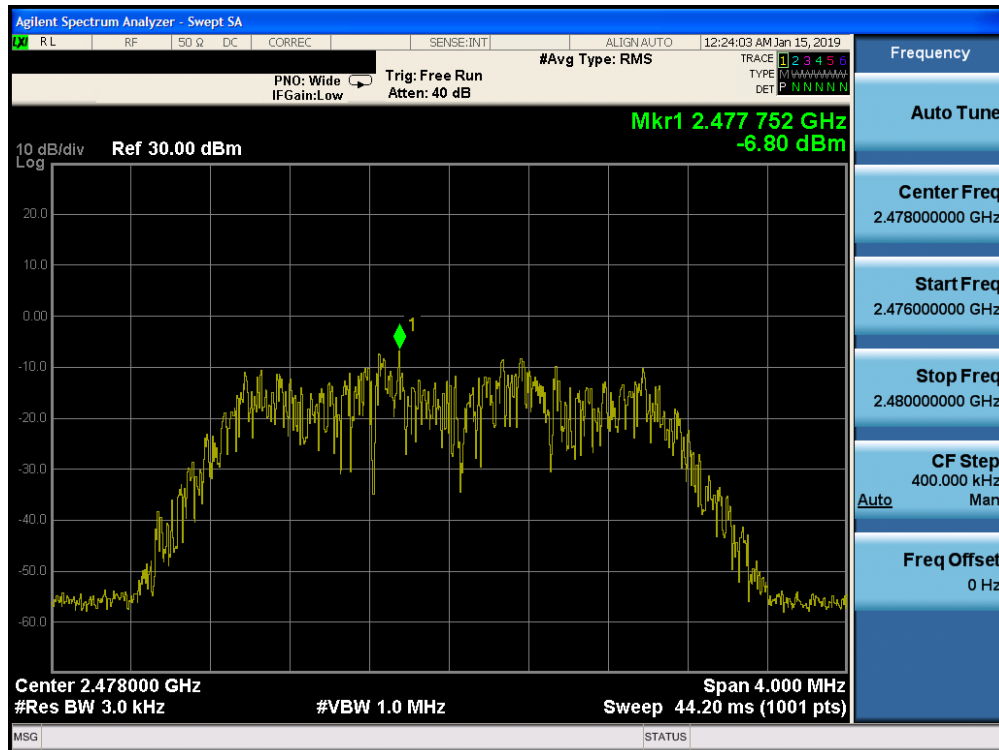 Agilent Spectrum Analyzer - Swept SA
LXI RL RF 50 Ω DC CORREC SENSE:INT ALIGN AUTO 12:24:03 AM Jan 15, 2019
#Avg Type: RMS TRACE 1 2 3 4 5 6
PNO: Wide Trig: Free Run TYPE M WWWWW
IFGain:Low Atten: 40 dB DET P N N N N N
Mkr1 2.477 752 GHz
-6.80 dBm
10 dB/div Ref 30.00 dBm
Log
20.0
10.0
0.00
1
-10.0
-20.0
-30.0
-40.0
-50.0
-60.0
Center 2.478000 GHz Span 4.000 MHz
#Res BW 3.0 kHz #VBW 1.0 MHz Sweep 44.20 ms (1001 pts)
MSG STATUS
Frequency
Auto Tune
Center Freq
2.478000000 GHz
Start Freq
2.476000000 GHz
Stop Freq
2.480000000 GHz
CF Step
400.000 kHz
Auto Man
Freq Offset
0 Hz